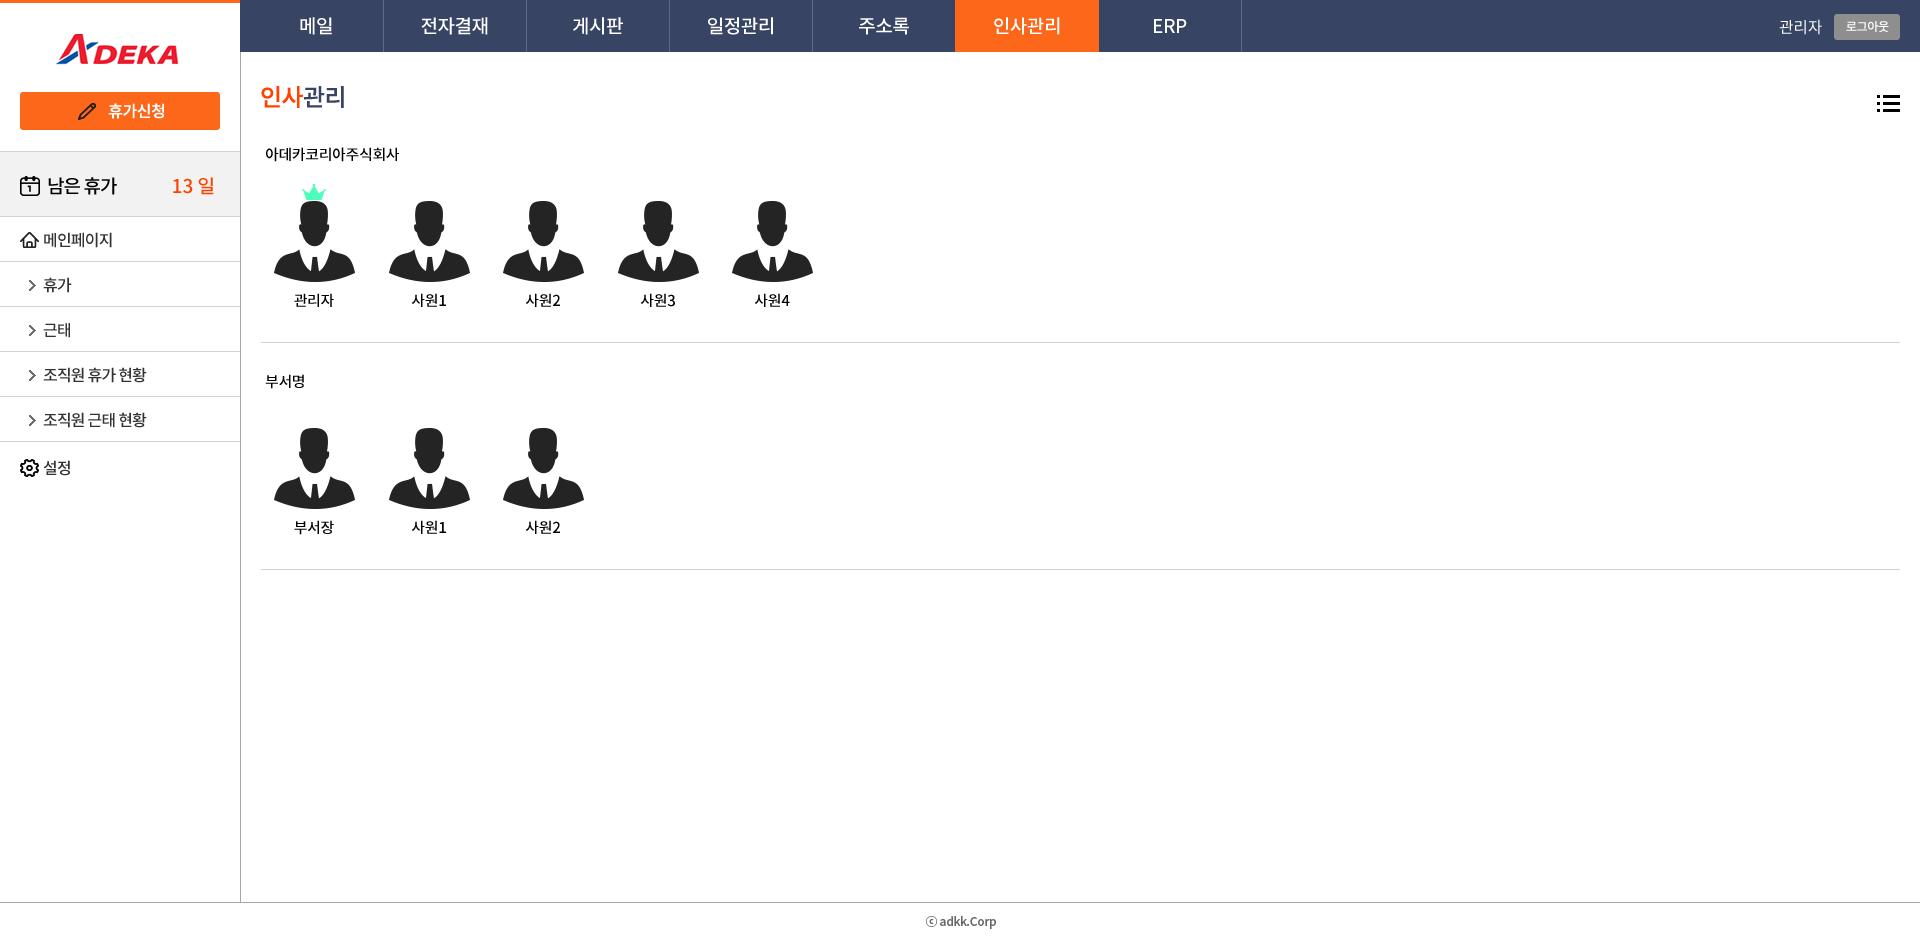 ADEKA
메일 전자결재 게시판 일정관리 주소록 인사관리 ERP 관리자 로그아웃
휴가신청
남은 휴가 13 일
메인페이지
휴가
근태
조직원 휴가 현황
조직원 근태 현황
설정
인사관리
아데카코리아주식회사
관리자 사원1 사원2 사원3 사원4
부서명
부서장 사원1 사원2
ⓒ adkk.Corp